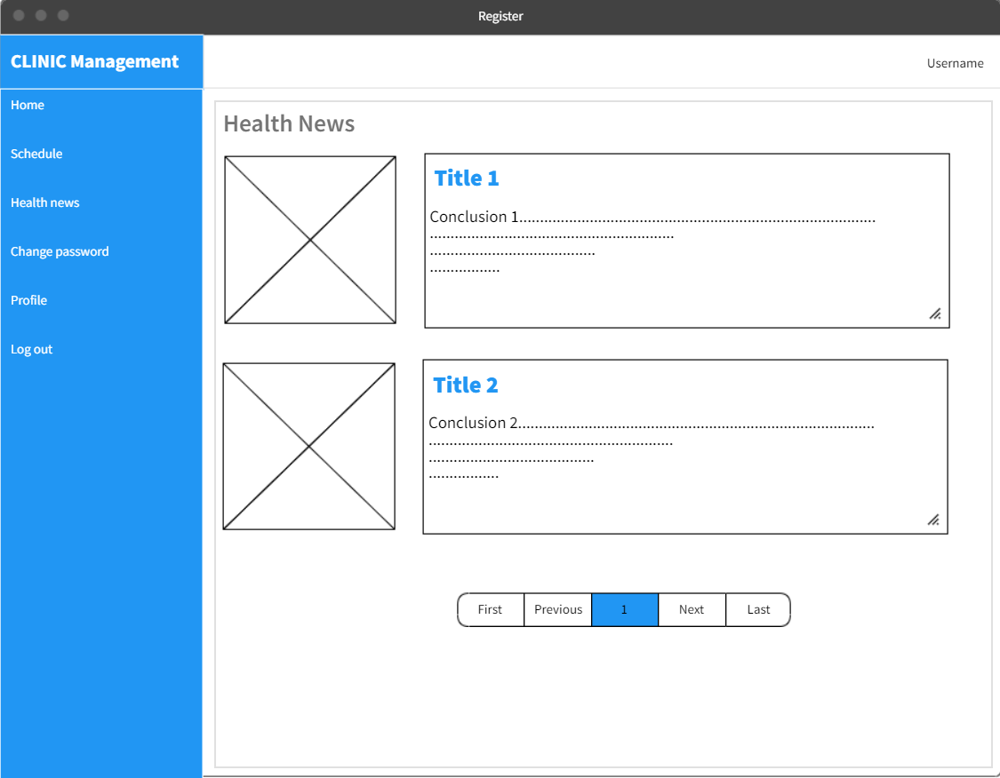 Register
CLINIC Management
Username
Home
Schedule
Health news
Change password
Profile
Log out
Health News
Title 1
Conclusion 1.....................................................................................
..........................................................
.......................................
.................
Title 2
Conclusion 2.....................................................................................
..........................................................
.......................................
.................
First Previous 1 Next Last